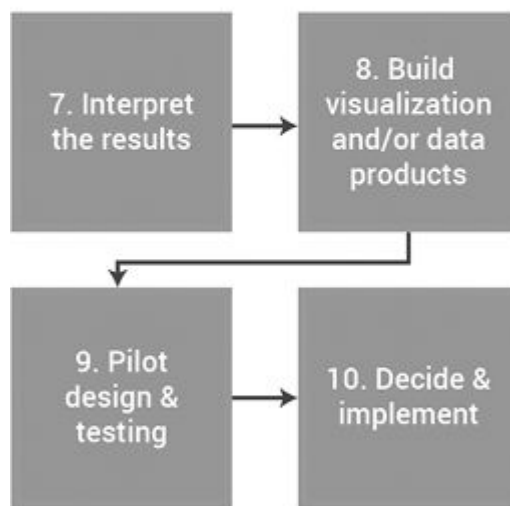 7. Interpret
the results
8. Build
visualization
and/or data
products
9. Pilot
design &
testing
10. Decide &
implement